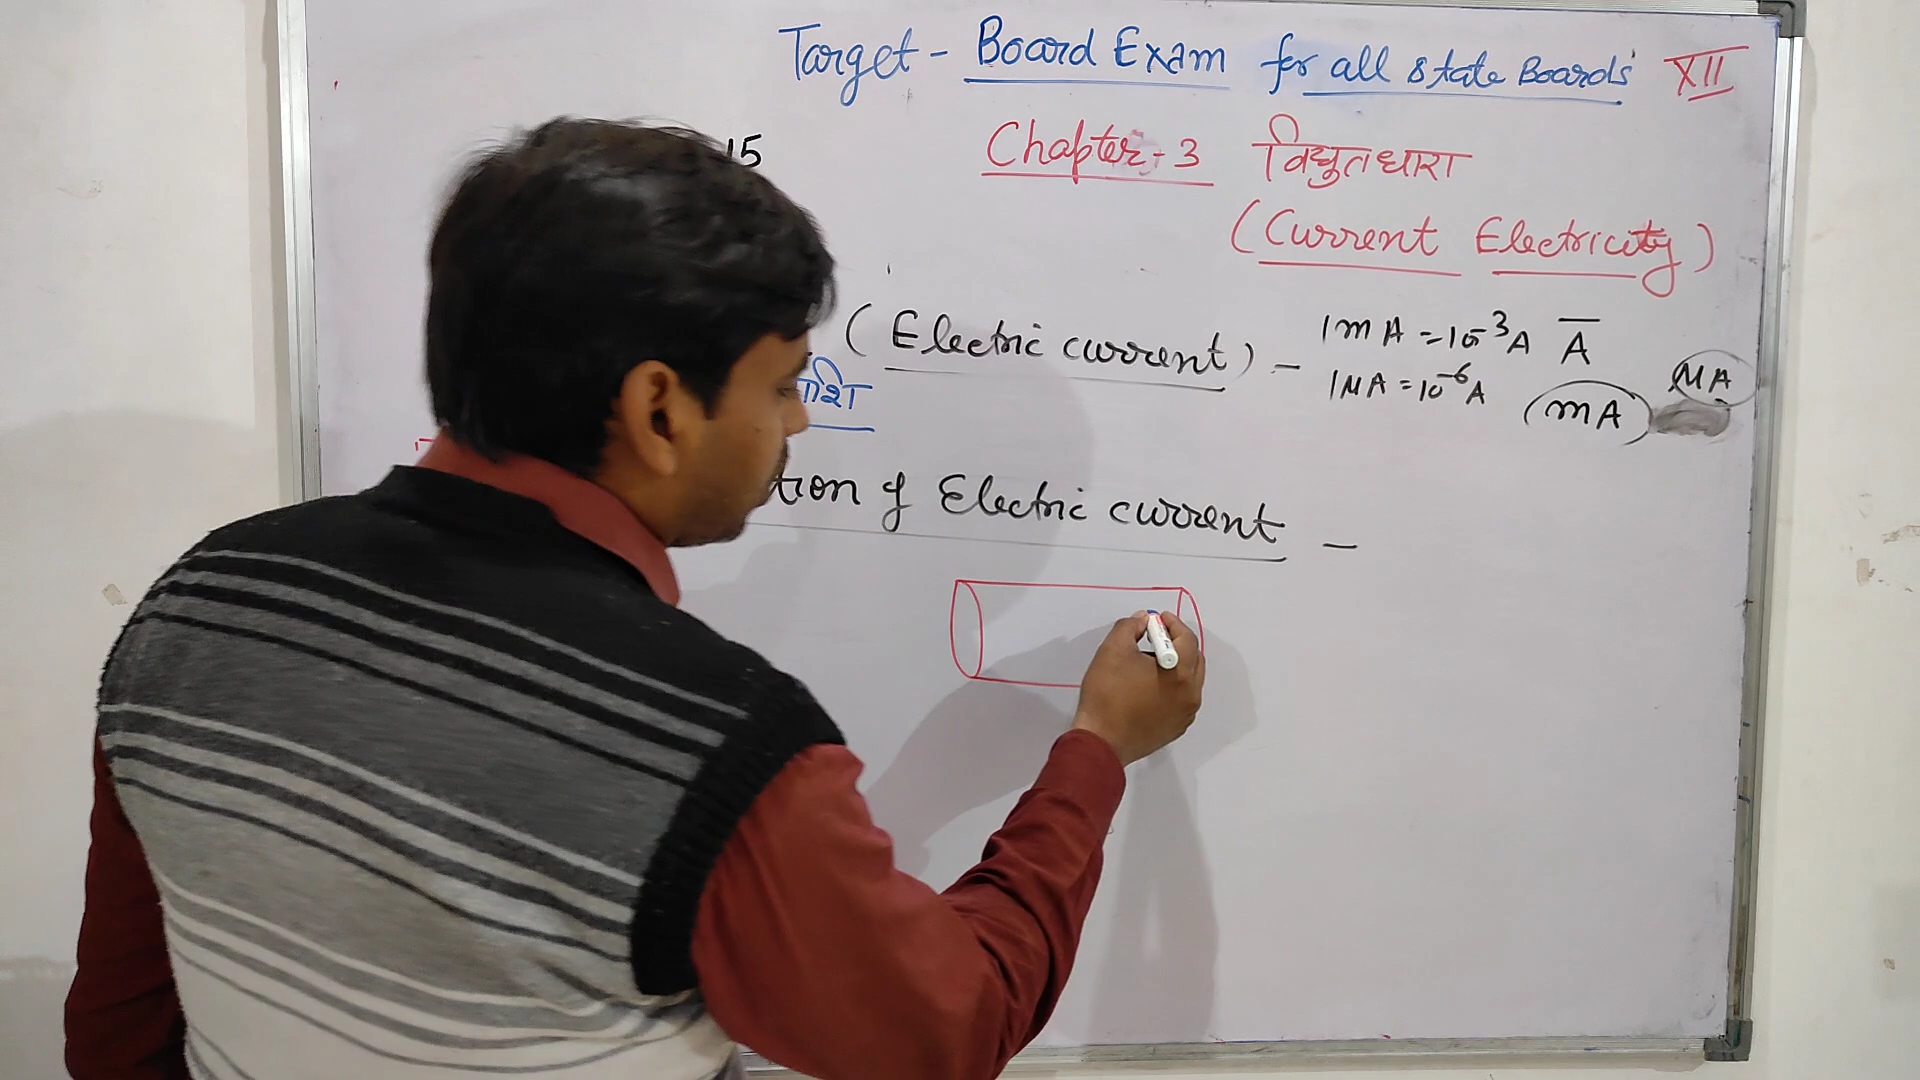 Target - Board Exam for all state Boards XII
15
Chapter - 3 विधुतधारा
(Current Electricity)
(Electric current) - 1mA = 10⁻³A A̅
1μA = 10⁻⁶A (mA) μA
ाशि
tion of Electric current -